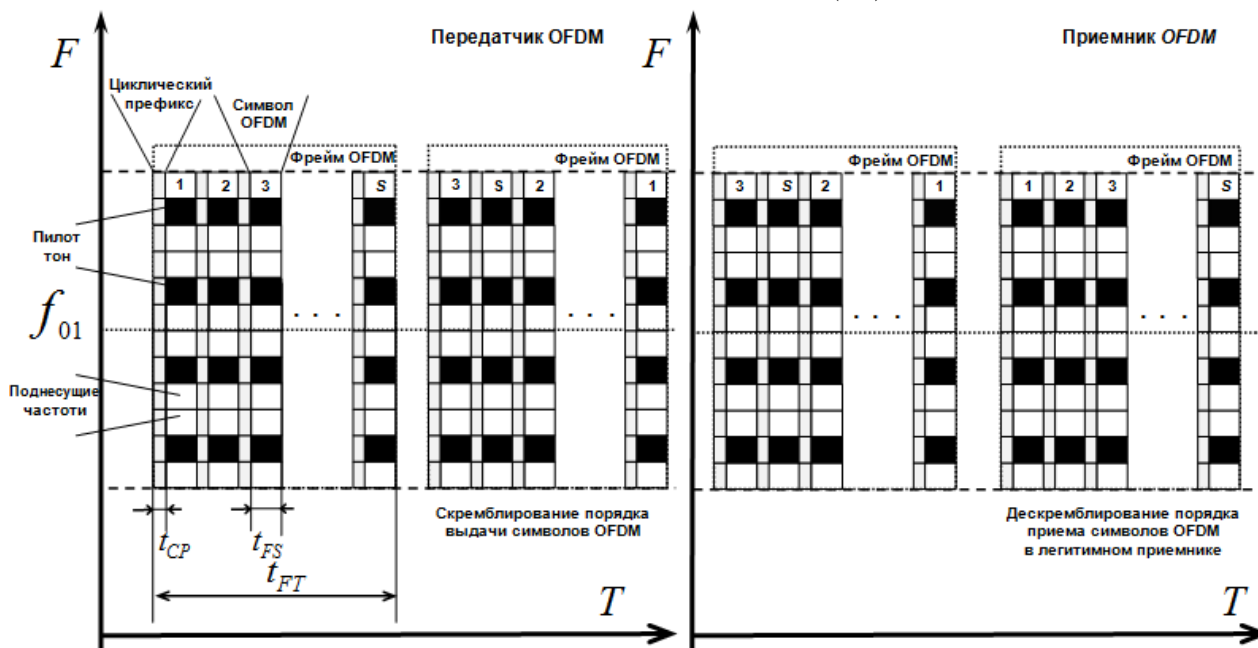 Передатчик OFDM
F
Циклический
префикс
Символ
OFDM
Фрейм OFDM
1 2 3 S
Фрейм OFDM
3 S 2 1
Пилот
тон
f01
. . .
. . .
Поднесущие
частоти
tCP
tFS
tFT
Скремблирование порядка
выдачи символов OFDM
T
Приемник OFDM
F
Фрейм OFDM
3 S 2 1
Фрейм OFDM
1 2 3 S
. . .
. . .
Дескремблирование порядка
приема символов OFDM
в легитимном приемнике
T